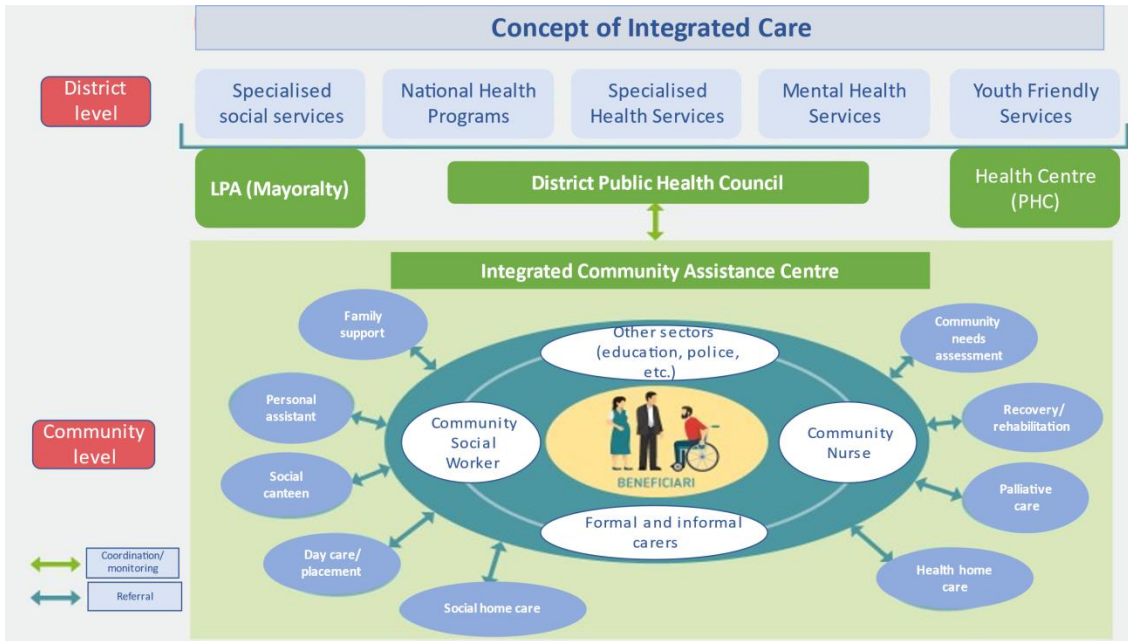 Concept of Integrated Care
District
level
Specialised
social services
National Health
Programs
Specialised
Health Services
Mental Health
Services
Youth Friendly
Services
LPA (Mayoralty)
District Public Health Council
Health Centre
(PHC)
Integrated Community Assistance Centre
Family
support
Other sectors
(education, police,
etc.)
Community
needs
assessment
Personal
assistant
Recovery/
rehabilitation
Community
level
Community
Social
Worker
BENEFICIARI
Community
Nurse
Social
canteen
Palliative
care
Formal and informal
carers
Day care/
placement
Health home
care
Social home care
Coordination/
monitoring
Referral